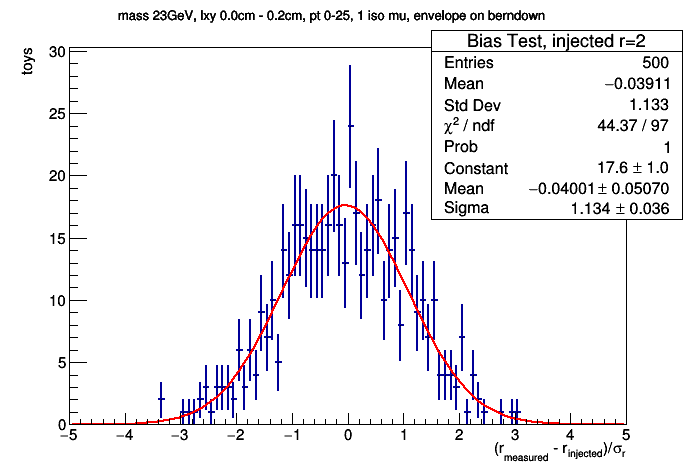 mass 23GeV, lxy 0.0cm - 0.2cm, pt 0-25, 1 iso mu, envelope on berndown
Bias Test, injected r=2
Entries 500
Mean −0.03911
Std Dev 1.133
χ² / ndf 44.37 / 97
Prob 1
Constant 17.6 ± 1.0
Mean −0.04001 ± 0.05070
Sigma 1.134 ± 0.036
toys
30
25
20
15
10
5
0
−5 −4 −3 −2 −1 0 1 2 3 4 5
(r_measured - r_injected)/σ_r